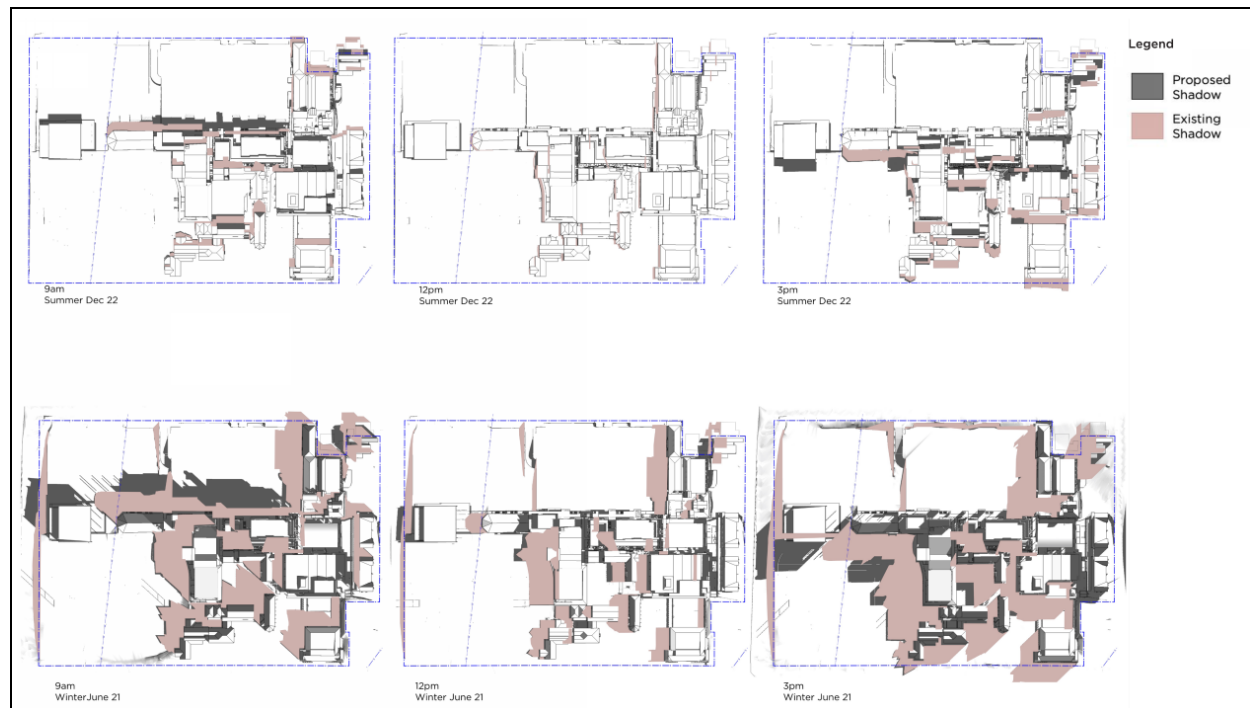 Legend
Proposed
Shadow
Existing
Shadow
9am
Summer Dec 22
12pm
Summer Dec 22
3pm
Summer Dec 22
9am
WinterJune 21
12pm
Winter June 21
3pm
Winter June 21